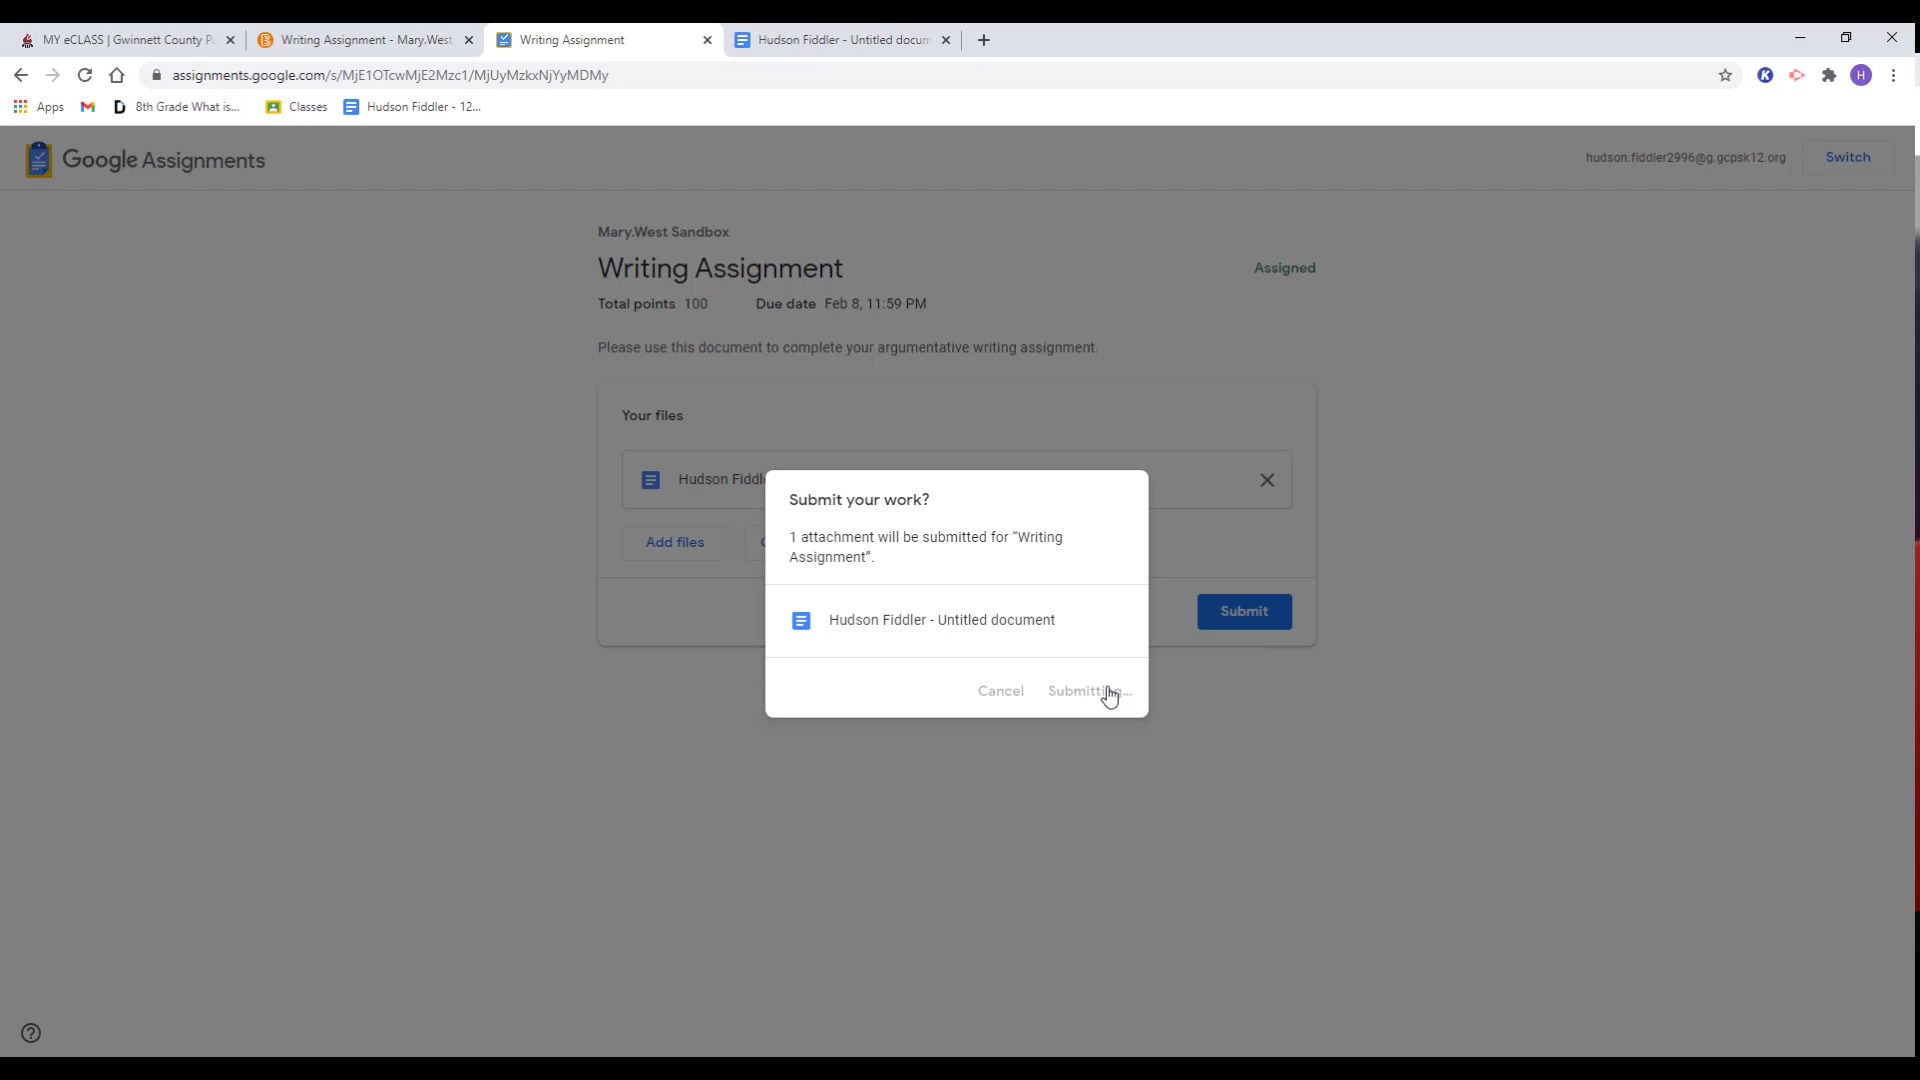 MY eCLASS | Gwinnett County Pu
Writing Assignment - Mary.West
Writing Assignment
Hudson Fiddler - Untitled docum
assignments.google.com/s/MjE1OTcwMjE2Mzc1/MjUyMzkxNjYyMDMy
K
H
Apps
8th Grade What is...
Classes
Hudson Fiddler - 12...
Google Assignments
hudson.fiddler2996@g.gcpsk12.org
Switch
Mary.West Sandbox
Writing Assignment
Assigned
Total points 100
Due date Feb 8, 11:59 PM
Please use this document to complete your argumentative writing assignment.
Your files
Hudson Fiddl
Add files
Submit
Submit your work?
1 attachment will be submitted for “Writing
Assignment”.
Hudson Fiddler - Untitled document
Cancel